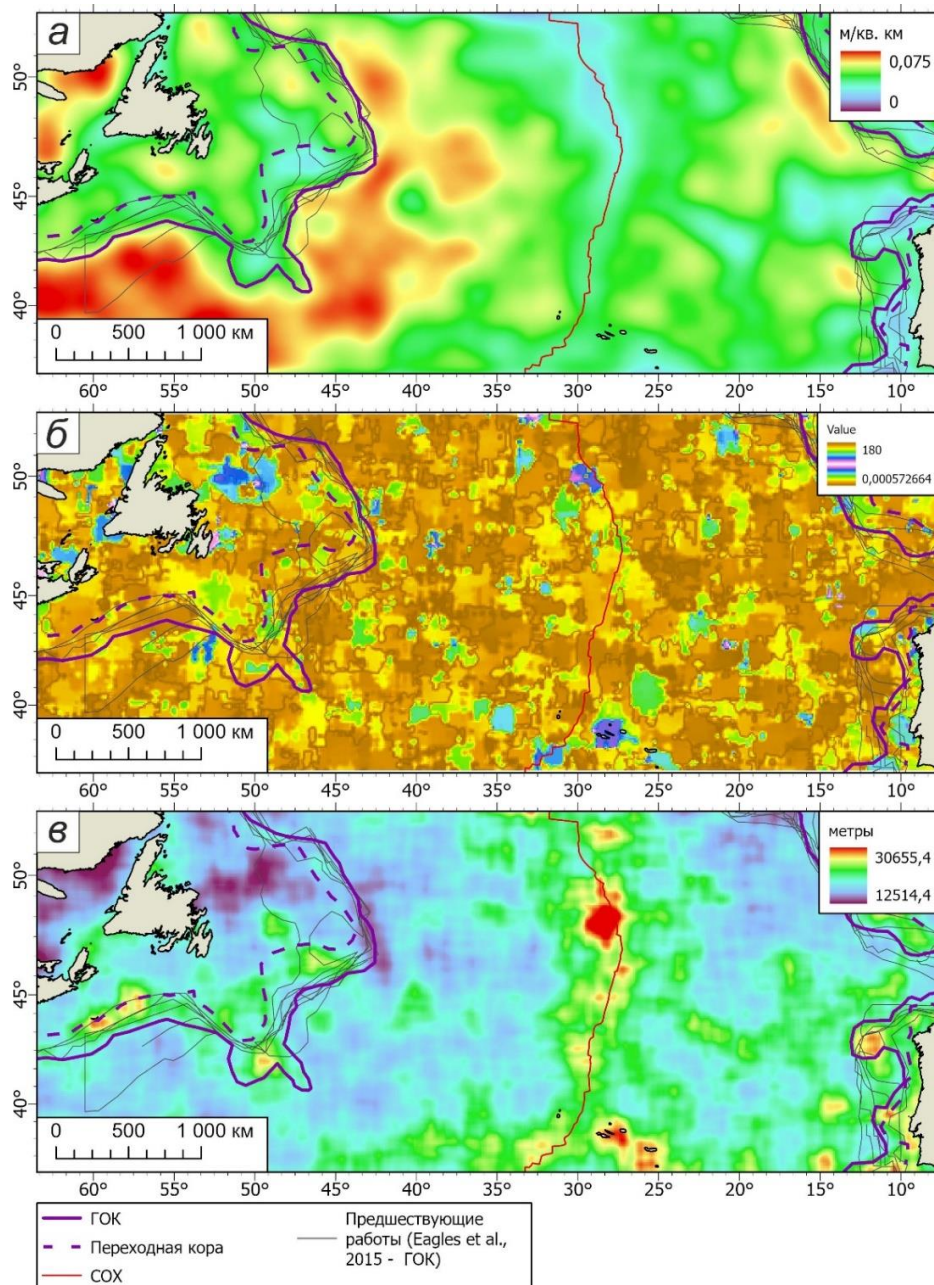 а
м/кв. км
0,075
0
50°
45°
40°
0 500 1 000 км
60° 55° 50° 45° 40° 35° 30° 25° 20° 15° 10°
б
Value
180
0,000572664
50°
45°
40°
0 500 1 000 км
60° 55° 50° 45° 40° 35° 30° 25° 20° 15° 10°
в
метры
30655,4
12514,4
50°
45°
40°
0 500 1 000 км
60° 55° 50° 45° 40° 35° 30° 25° 20° 15° 10°
ГОК
Переходная кора
СОХ
Предшествующие
работы (Eagles et al.,
2015 - ГОК)